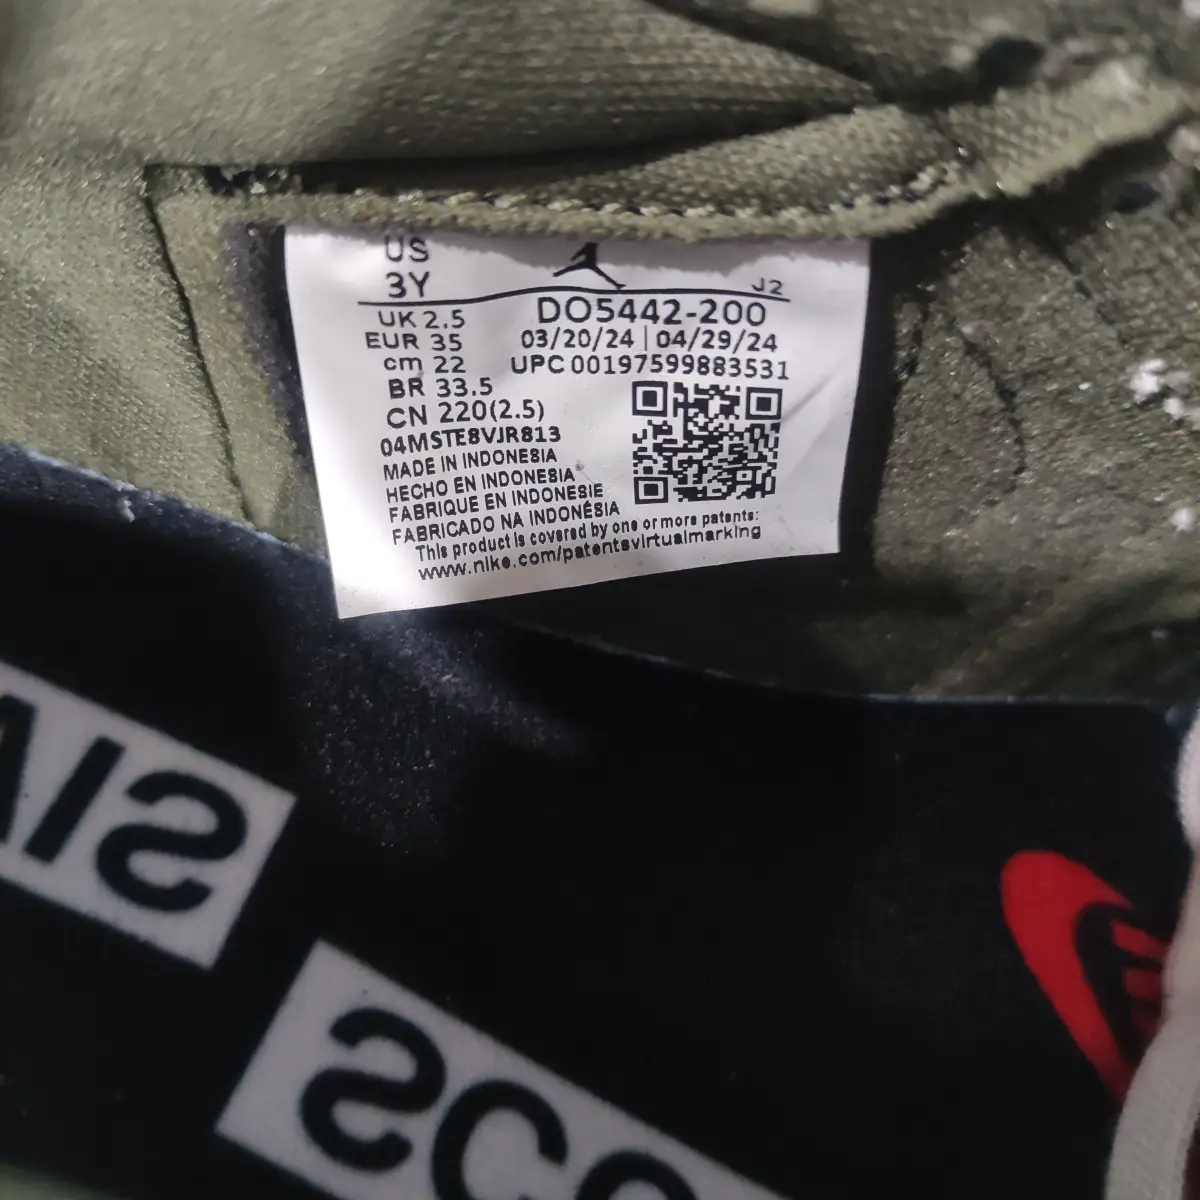 US
3Y
J2
UK 2.5
DO5442-200
EUR 35
03/20/24 | 04/29/24
cm 22
UPC 00197599883531
BR 33.5
CN 220(2.5)
04MSTE8VJR813
MADE IN INDONESIA
HECHO EN INDONESIA
FABRIQUE EN INDONESIE
FABRICADO NA INDONÉSIA
This product is covered by one or more patents:
www.nike.com/patentsvirtualmarking